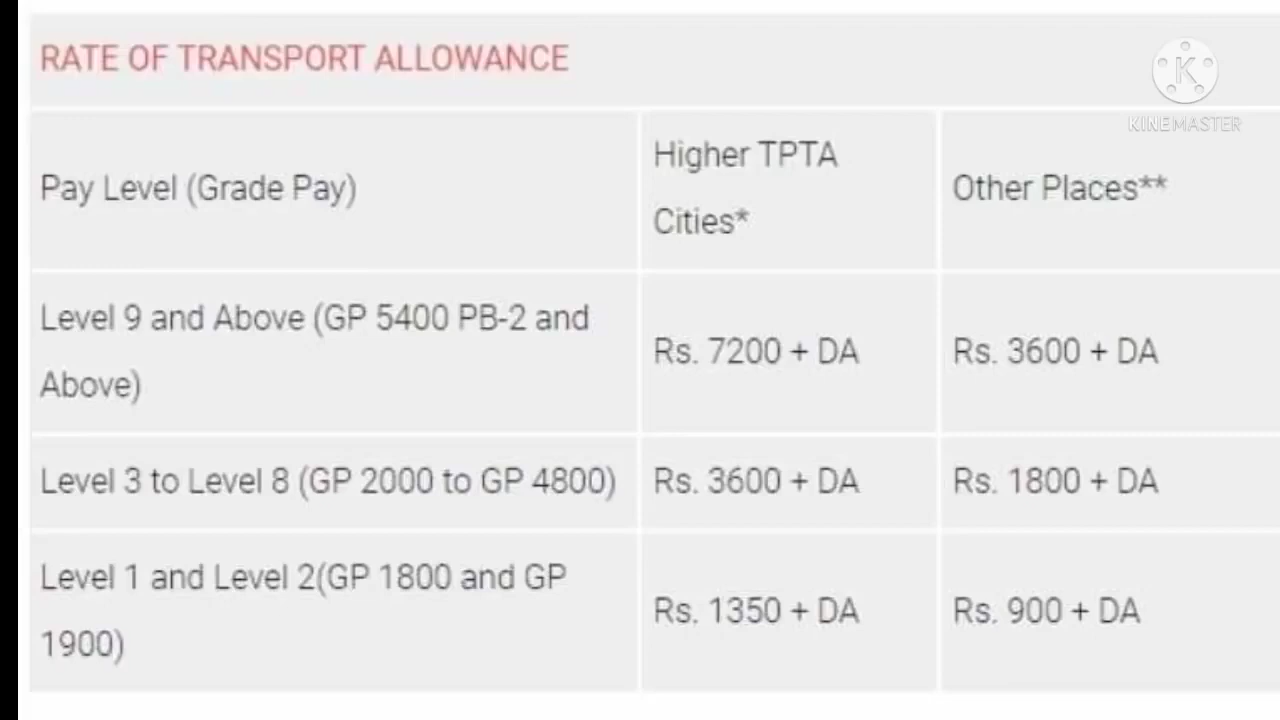 RATE OF TRANSPORT ALLOWANCE
K
KINEMASTER
Pay Level (Grade Pay)
Higher TPTA
Cities*
Other Places**
Level 9 and Above (GP 5400 PB-2 and
Above)
Rs. 7200 + DA
Rs. 3600 + DA
Level 3 to Level 8 (GP 2000 to GP 4800)
Rs. 3600 + DA
Rs. 1800 + DA
Level 1 and Level 2(GP 1800 and GP
1900)
Rs. 1350 + DA
Rs. 900 + DA